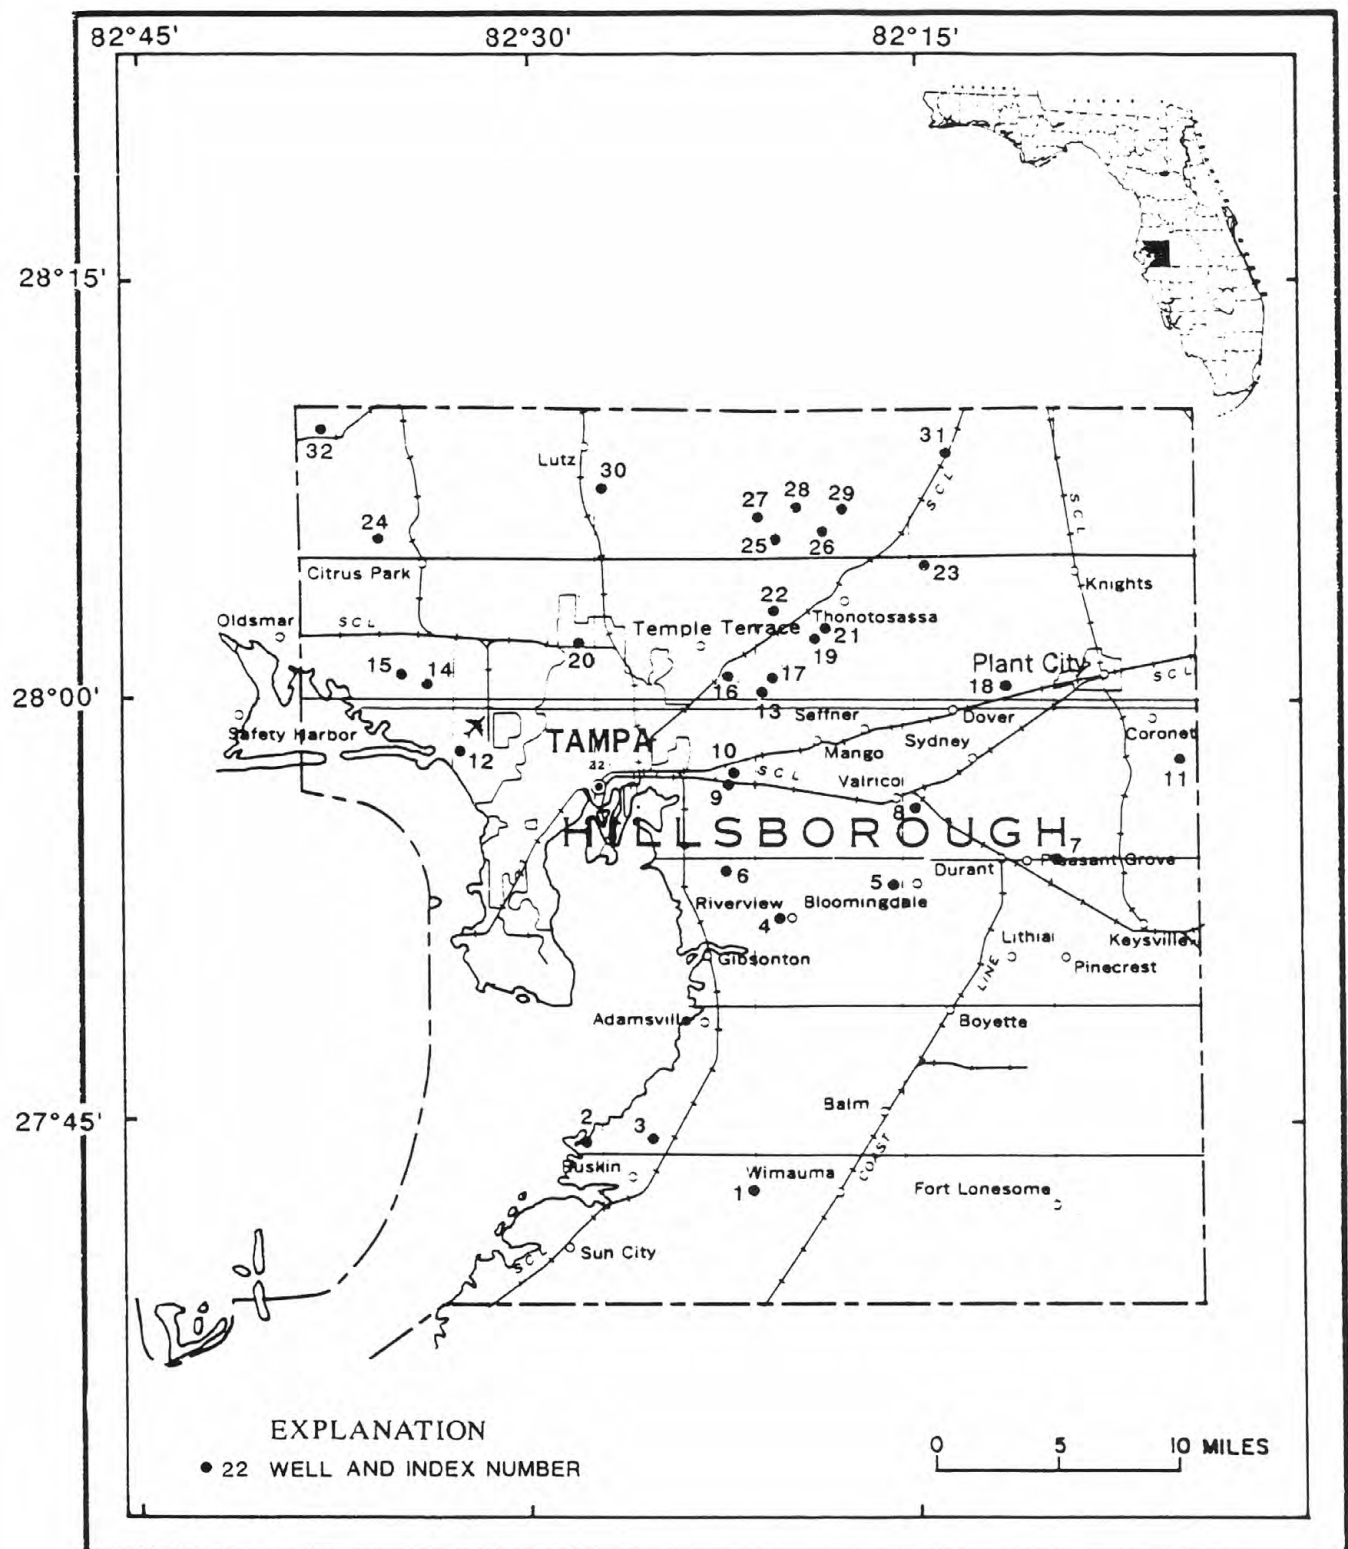 82°45' 82°30' 82°15'
28°15'
31
32
Lutz
30
SCL
SCL
28
29
27
24
25
26
23
Citrus Park
Knights
22
Thonotosassa
Oldsmar
SCL
Temple Terrace
21
19
20
Plant City
15
14
17
18
SCL
16
28°00'
13
Seffner
Dover
Coronet
Safety Harbor
TAMPA
Mango
Sydney
12
10
SCL
Valrico
11
9
8
HILLSBOROUGH
7
Durant
Pleasant Grove
6
5
Riverview
Bloomingdale
4
Lithia
Keysville
Gibsonton
LINE
Pinecrest
Adamsville
Boyette
Balm
27°45'
2
3
COAST
Ruskin
Wimauma
1
Fort Lonesome
Sun City
SCL
EXPLANATION
22 WELL AND INDEX NUMBER
0 5 10 MILES